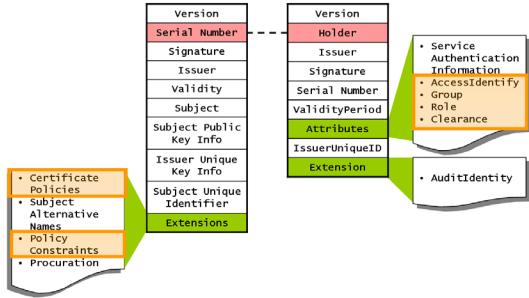 Version
Serial Number
Signature
Issuer
Validity
Subject
Subject Public
Key Info
Issuer Unique
Key Info
Subject Unique
Identifier
Extensions
• Certificate
Policies
• Subject
Alternative
Names
• Policy
Constraints
• Procuration
Version
Holder
Issuer
Signature
Serial Number
ValidityPeriod
Attributes
IssuerUniqueID
Extension
• Service
Authentication
Information
• AccessIdentify
• Group
• Role
• Clearance
• AuditIdentity